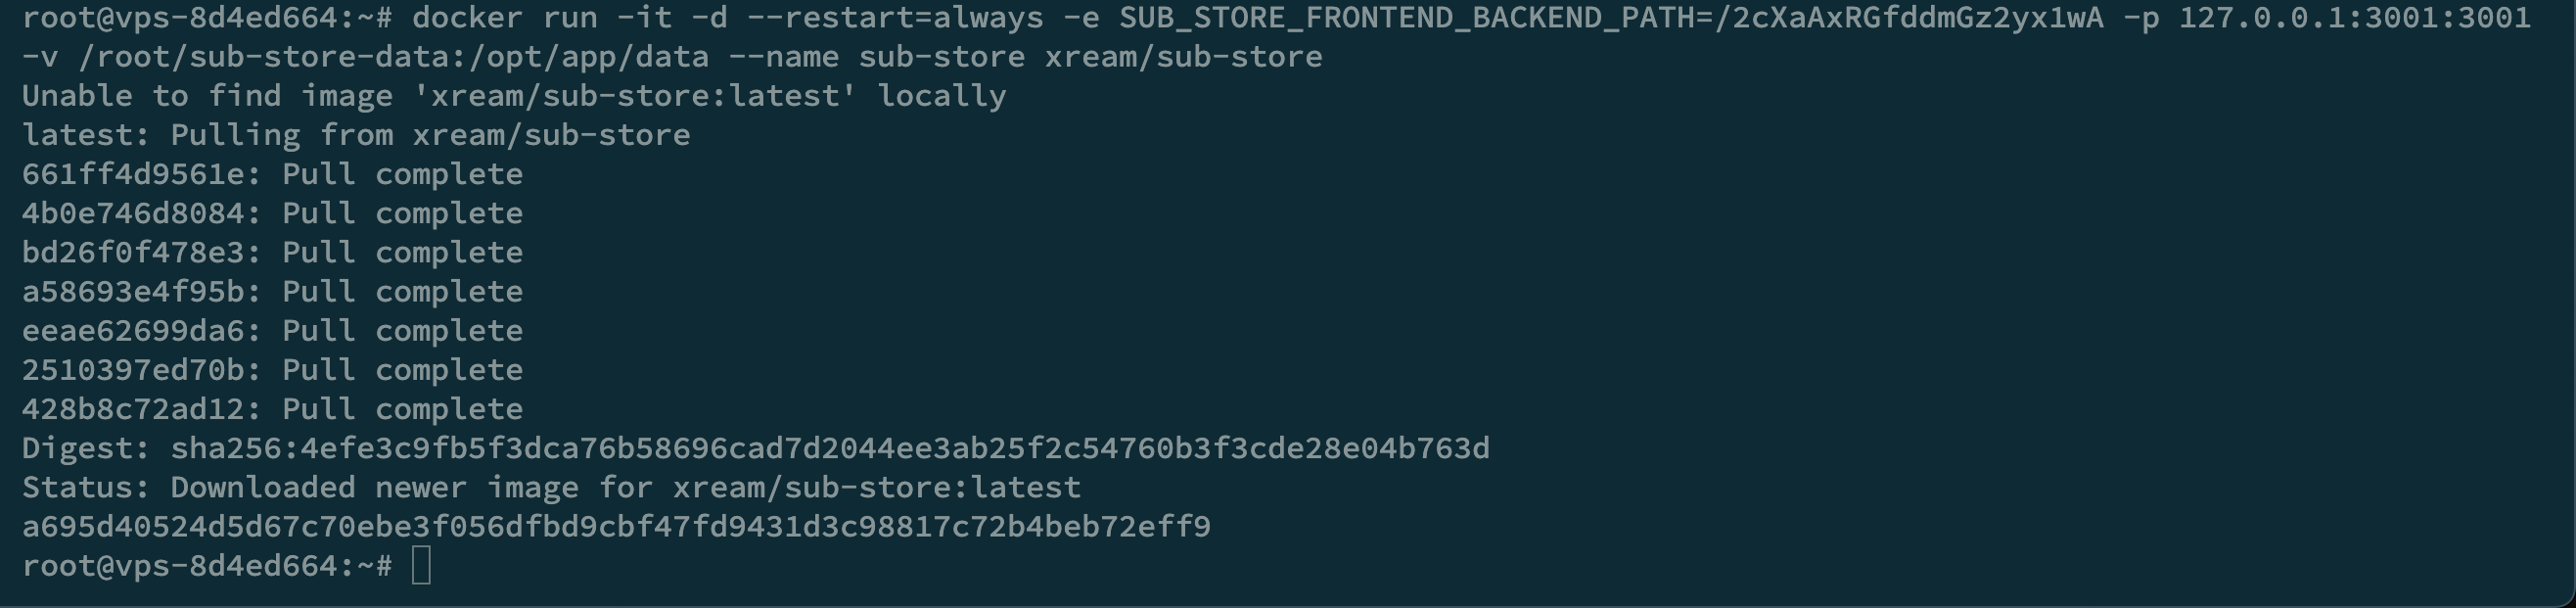 root@vps-8d4ed664:~# docker run -it -d --restart=always -e SUB_STORE_FRONTEND_BACKEND_PATH=/2cXaAxRGfddmGz2yx1wA -p 127.0.0.1:3001:3001
-v /root/sub-store-data:/opt/app/data --name sub-store xream/sub-store
Unable to find image 'xream/sub-store:latest' locally
latest: Pulling from xream/sub-store
661ff4d9561e: Pull complete
4b0e746d8084: Pull complete
bd26f0f478e3: Pull complete
a58693e4f95b: Pull complete
eeae62699da6: Pull complete
2510397ed70b: Pull complete
428b8c72ad12: Pull complete
Digest: sha256:4efe3c9fb5f3dca76b58696cad7d2044ee3ab25f2c54760b3f3cde28e04b763d
Status: Downloaded newer image for xream/sub-store:latest
a695d40524d5d67c70ebe3f056dfbd9cbf47fd9431d3c98817c72b4beb72eff9
root@vps-8d4ed664:~#